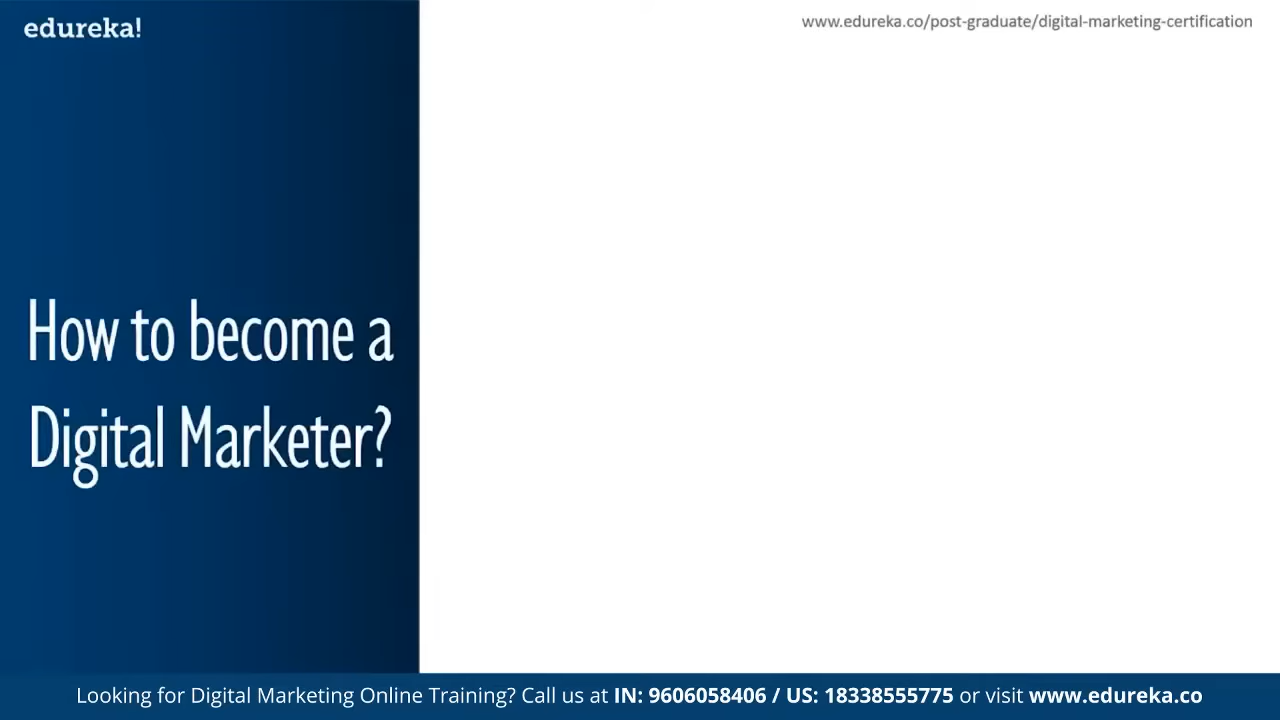 edureka!
www.edureka.co/post-graduate/digital-marketing-certification
How to become a
Digital Marketer?
Looking for Digital Marketing Online Training? Call us at IN: 9606058406 / US: 18338555775 or visit www.edureka.co